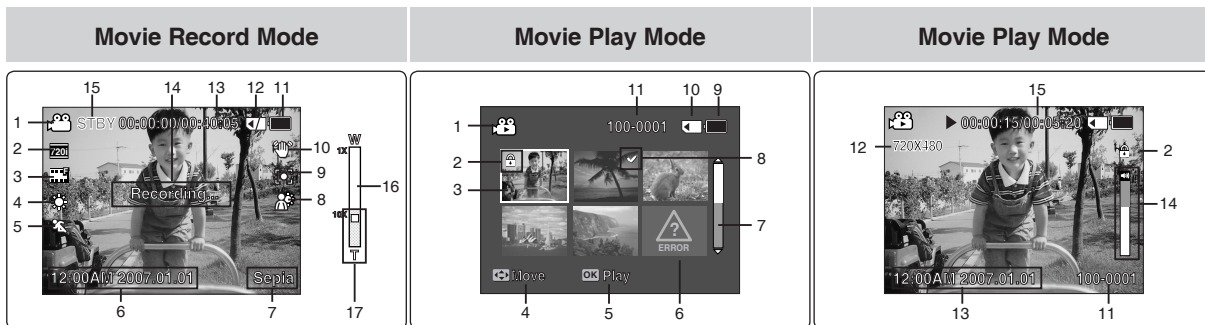 Movie Record Mode
Movie Play Mode
Movie Play Mode
15 14 13 12 11
1 STBY 00:00:00/00:40:05
2 720i
3
4
5
10
9
8
Recording...
12:00AM 2007.01.01 Sepia
6 7
W
1X
16
10X
T
17
11 10 9
1 100-0001
2
3
8
7
ERROR
Move OK Play
4 5 6
15
00:00:15/00:05:20
12 720X480
2
14
12:00AM 2007.01.01 100-0001
13 11